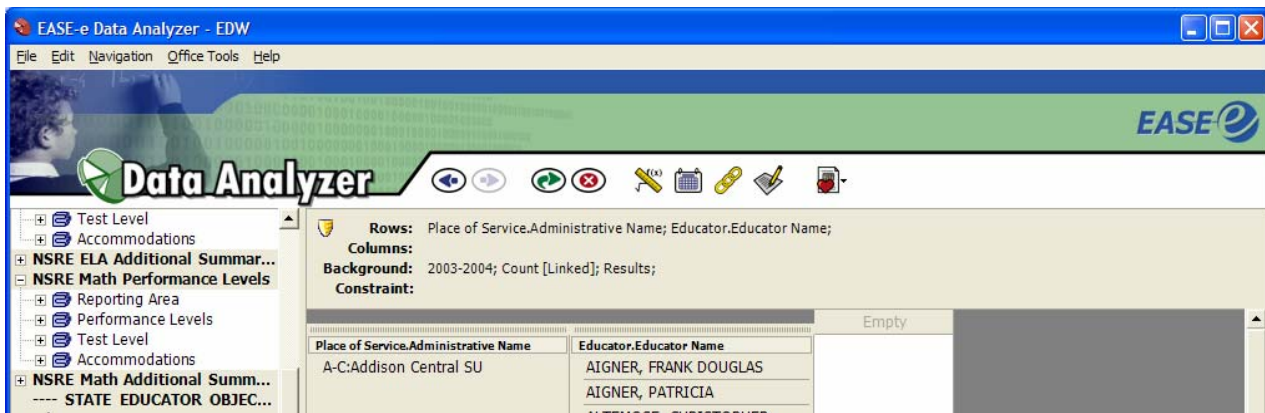 EASE-e Data Analyzer - EDW
File Edit Navigation Office Tools Help
EASE e
Data Analyzer
f(x)
Test Level
Accommodations
NSRE ELA Additional Summar...
NSRE Math Performance Levels
Reporting Area
Performance Levels
Test Level
Accommodations
NSRE Math Additional Summ...
---- STATE EDUCATOR OBJEC...
Rows: Place of Service.Administrative Name; Educator.Educator Name;
Columns:
Background: 2003-2004; Count [Linked]; Results;
Constraint:
Empty
Place of Service.Administrative Name Educator.Educator Name
A-C:Addison Central SU AIGNER, FRANK DOUGLAS
AIGNER, PATRICIA